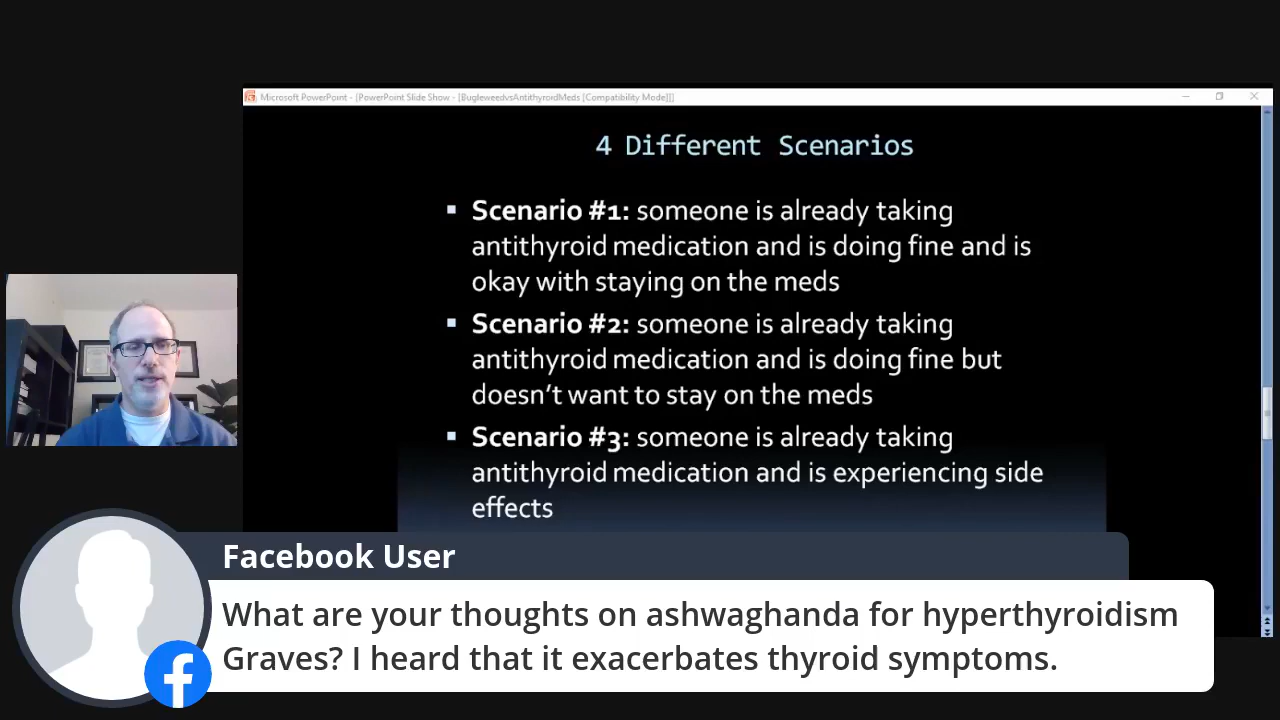 Microsoft PowerPoint - [PowerPoint Slide Show - [BugleweedvsAntithyroidMeds [Compatibility Mode]]]
4 Different Scenarios
▪ Scenario #1: someone is already taking
antithyroid medication and is doing fine and is
okay with staying on the meds
▪ Scenario #2: someone is already taking
antithyroid medication and is doing fine but
doesn't want to stay on the meds
▪ Scenario #3: someone is already taking
antithyroid medication and is experiencing side
effects
Facebook User
What are your thoughts on ashwaghanda for hyperthyroidism
Graves? I heard that it exacerbates thyroid symptoms.